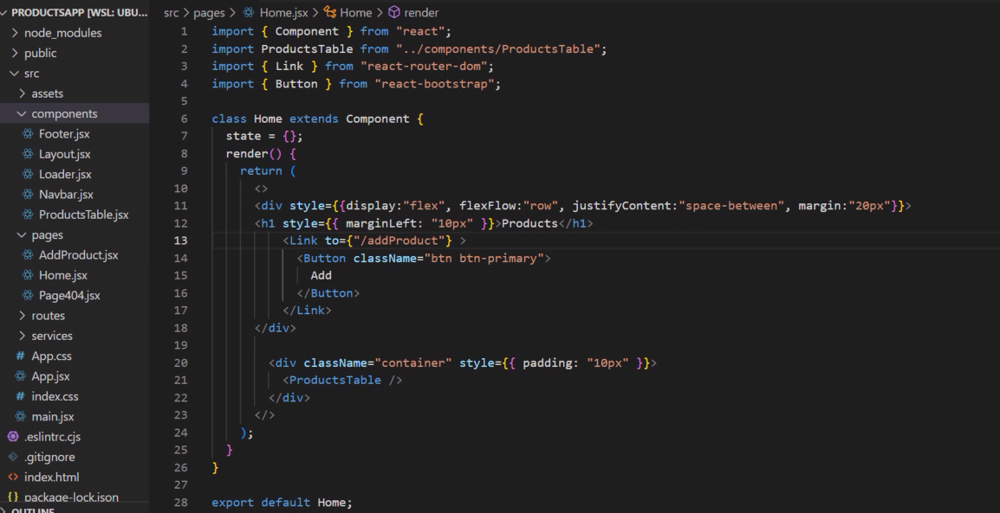 PRODUCTSAPP [WSL: UBU...
node_modules
public
src
assets
components
Footer.jsx
Layout.jsx
Loader.jsx
Navbar.jsx
ProductsTable.jsx
pages
AddProduct.jsx
Home.jsx
Page404.jsx
routes
services
# App.css
App.jsx
# index.css
main.jsx
.eslintrc.cjs
.gitignore
<> index.html
{} package-lock.json
OUTLINE
src > pages > Home.jsx > Home > render
1 import { Component } from "react";
2 import ProductsTable from "../components/ProductsTable";
3 import { Link } from "react-router-dom";
4 import { Button } from "react-bootstrap";
5
6 class Home extends Component {
7 state = {};
8 render() {
9 return (
10 <>
11 <div style={{display:"flex", flexFlow:"row", justifyContent:"space-between", margin:"20px"}}>
12 <h1 style={{ marginLeft: "10px" }}>Products</h1>
13 <Link to={"/addProduct"} >
14 <Button className="btn btn-primary">
15 Add
16 </Button>
17 </Link>
18 </div>
19
20 <div className="container" style={{ padding: "10px" }}>
21 <ProductsTable />
22 </div>
23 </>
24 );
25 }
26 }
27
28 export default Home;